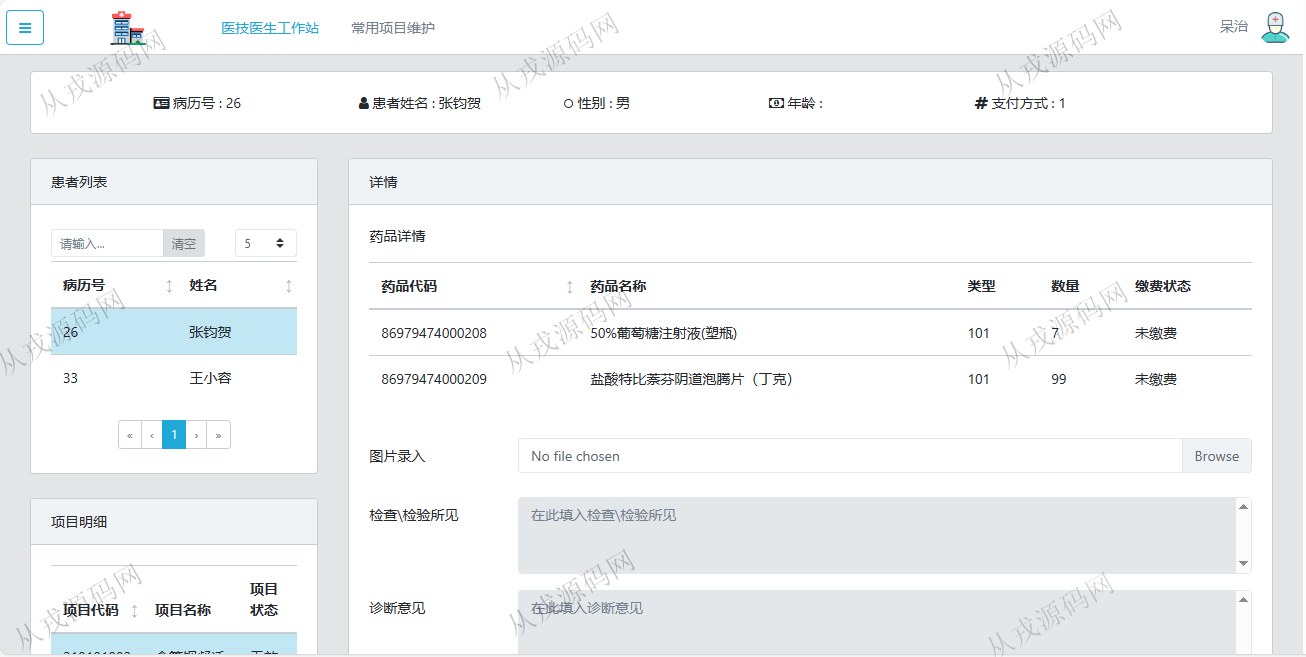 医技医生工作站 常用项目维护 呆治
病历号 : 26 患者姓名 : 张钧贺 性别 : 男 年龄 : 支付方式 : 1
患者列表
请输入... 清空 5
病历号 姓名
26 张钧贺
33 王小容
« ‹ 1 › »
项目明细
项目代码 项目名称 项目状态
详情
药品详情
药品代码 药品名称 类型 数量 缴费状态
86979474000208 50%葡萄糖注射液(塑瓶) 101 7 未缴费
86979474000209 盐酸特比萘芬阴道泡腾片（丁克） 101 99 未缴费
图片录入 No file chosen Browse
检查\检验所见 在此填入检查\检验所见
诊断意见 在此填入诊断意见
从戎源码网
从戎源码网
从戎源码网
从戎源码网
从戎源码网
从戎源码网
从戎源码网
从戎源码网
从戎源码网